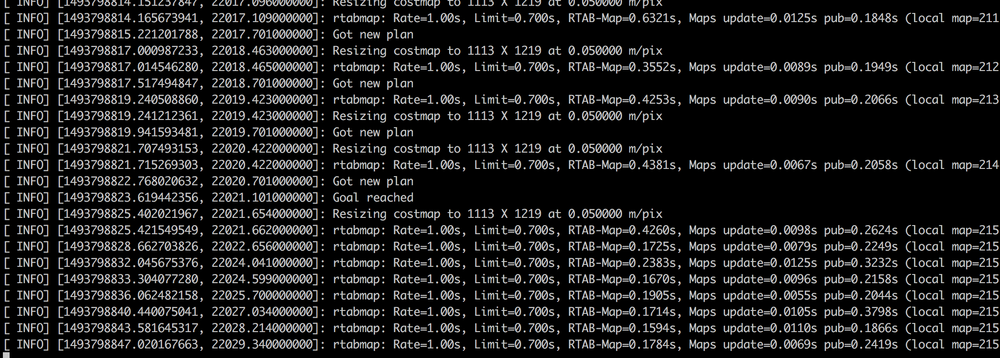 [ INFO] [1493798814.151237847, 22017.096000000]: Resizing costmap to 1113 X 1219 at 0.050000 m/pix
[ INFO] [1493798814.165673941, 22017.109000000]: rtabmap: Rate=1.00s, Limit=0.700s, RTAB-Map=0.6321s, Maps update=0.0125s pub=0.1848s (local map=211
[ INFO] [1493798815.221201788, 22017.701000000]: Got new plan
[ INFO] [1493798817.000987233, 22018.463000000]: Resizing costmap to 1113 X 1219 at 0.050000 m/pix
[ INFO] [1493798817.014546280, 22018.465000000]: rtabmap: Rate=1.00s, Limit=0.700s, RTAB-Map=0.3552s, Maps update=0.0089s pub=0.1949s (local map=212
[ INFO] [1493798817.517494847, 22018.701000000]: Got new plan
[ INFO] [1493798819.240508860, 22019.423000000]: rtabmap: Rate=1.00s, Limit=0.700s, RTAB-Map=0.4253s, Maps update=0.0090s pub=0.2066s (local map=213
[ INFO] [1493798819.241212361, 22019.423000000]: Resizing costmap to 1113 X 1219 at 0.050000 m/pix
[ INFO] [1493798819.941593481, 22019.701000000]: Got new plan
[ INFO] [1493798821.707493153, 22020.422000000]: Resizing costmap to 1113 X 1219 at 0.050000 m/pix
[ INFO] [1493798821.715269303, 22020.422000000]: rtabmap: Rate=1.00s, Limit=0.700s, RTAB-Map=0.4381s, Maps update=0.0067s pub=0.2058s (local map=214
[ INFO] [1493798822.768020632, 22020.701000000]: Got new plan
[ INFO] [1493798823.619442356, 22021.101000000]: Goal reached
[ INFO] [1493798825.402021967, 22021.654000000]: Resizing costmap to 1113 X 1219 at 0.050000 m/pix
[ INFO] [1493798825.421549549, 22021.662000000]: rtabmap: Rate=1.00s, Limit=0.700s, RTAB-Map=0.4260s, Maps update=0.0098s pub=0.2624s (local map=215
[ INFO] [1493798828.662703826, 22022.656000000]: rtabmap: Rate=1.00s, Limit=0.700s, RTAB-Map=0.1725s, Maps update=0.0079s pub=0.2249s (local map=215
[ INFO] [1493798832.045675376, 22024.041000000]: rtabmap: Rate=1.00s, Limit=0.700s, RTAB-Map=0.2383s, Maps update=0.0125s pub=0.3232s (local map=215
[ INFO] [1493798833.304077280, 22024.599000000]: rtabmap: Rate=1.00s, Limit=0.700s, RTAB-Map=0.1670s, Maps update=0.0096s pub=0.2158s (local map=215
[ INFO] [1493798836.062482158, 22025.700000000]: rtabmap: Rate=1.00s, Limit=0.700s, RTAB-Map=0.1905s, Maps update=0.0055s pub=0.2044s (local map=215
[ INFO] [1493798840.440075041, 22027.034000000]: rtabmap: Rate=1.00s, Limit=0.700s, RTAB-Map=0.1714s, Maps update=0.0105s pub=0.3798s (local map=215
[ INFO] [1493798843.581645317, 22028.214000000]: rtabmap: Rate=1.00s, Limit=0.700s, RTAB-Map=0.1594s, Maps update=0.0110s pub=0.1866s (local map=215
[ INFO] [1493798847.020167663, 22029.340000000]: rtabmap: Rate=1.00s, Limit=0.700s, RTAB-Map=0.1784s, Maps update=0.0069s pub=0.2419s (local map=215